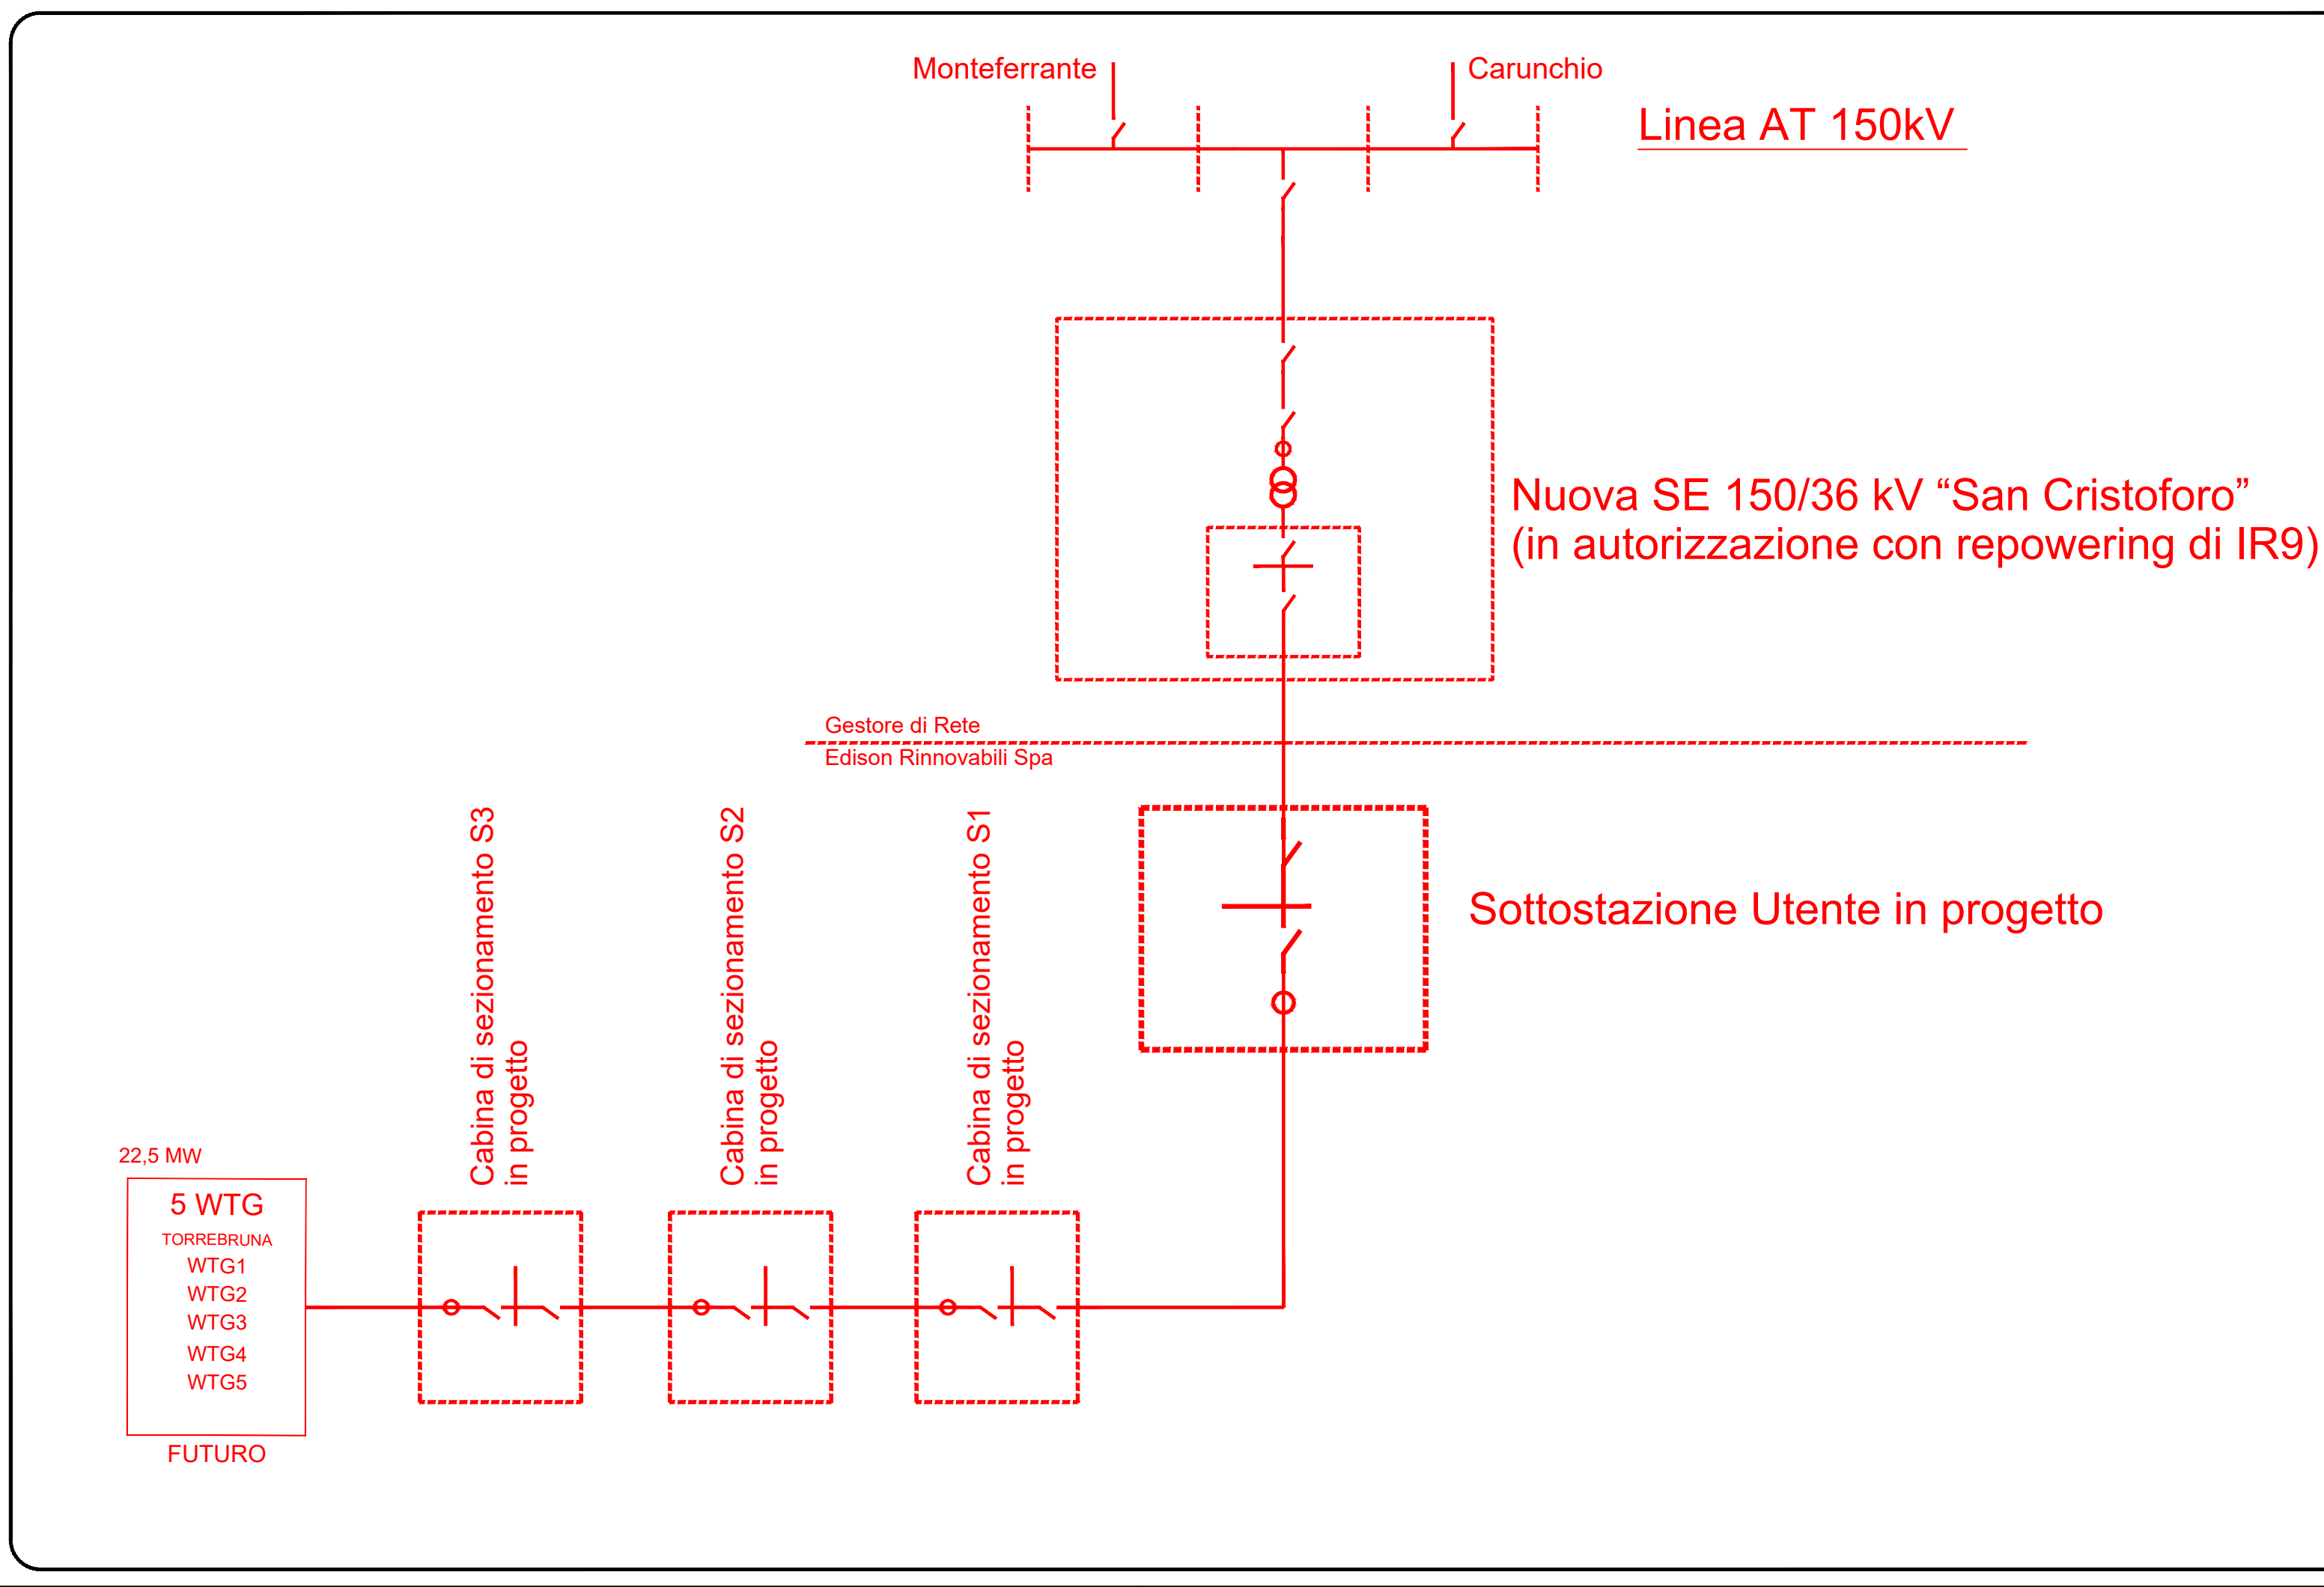 Monteferrante
Carunchio
Linea AT 150kV
Nuova SE 150/36 kV “San Cristoforo”
(in autorizzazione con repowering di IR9)
Gestore di Rete
Edison Rinnovabili Spa
Sottostazione Utente in progetto
Cabina di sezionamento S3
in progetto
Cabina di sezionamento S2
in progetto
Cabina di sezionamento S1
in progetto
22,5 MW
5 WTG
TORREBRUNA
WTG1
WTG2
WTG3
WTG4
WTG5
FUTURO